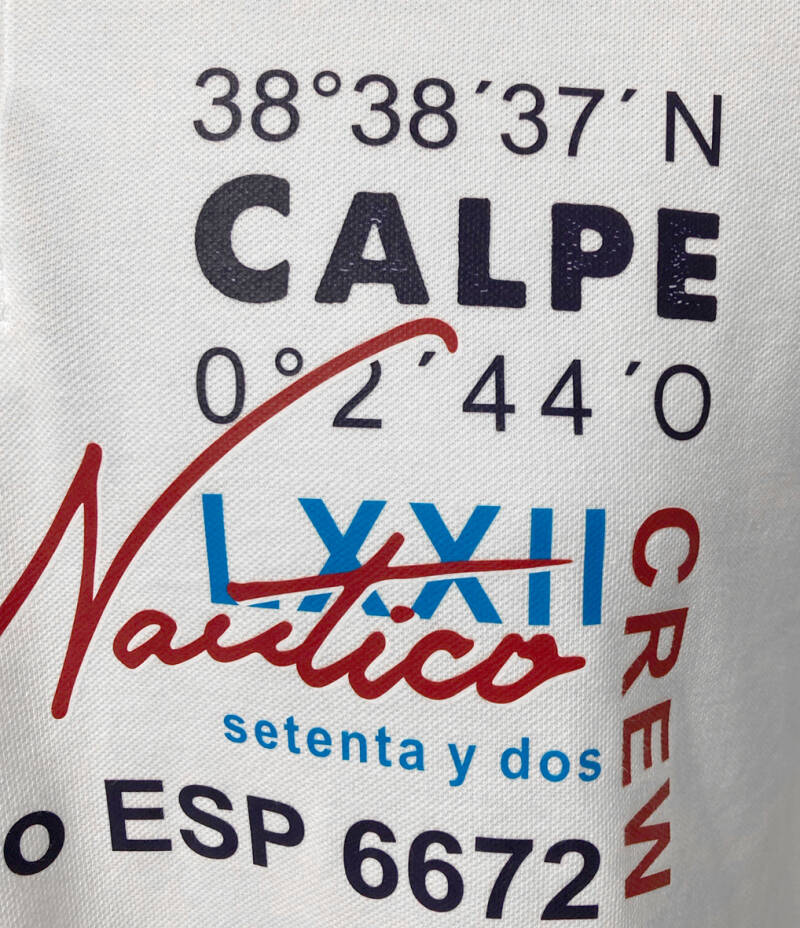 38°38´37´N
CALPE
0°2´44´O
LXXII
Nautico
CREW
setenta y dos
o ESP 6672